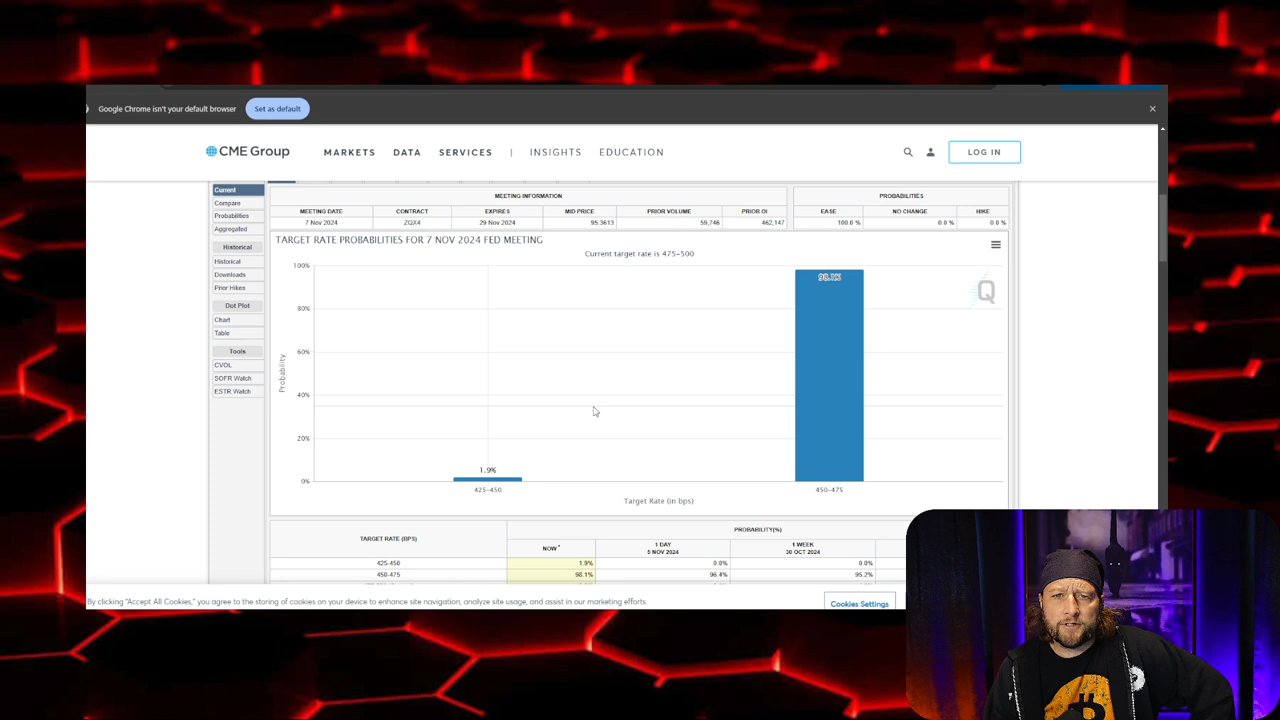 Google Chrome isn't your default browser Set as default
CME Group MARKETS DATA SERVICES | INSIGHTS EDUCATION LOG IN
Current
Compare
Probabilities
Aggregated
Historical
Historical
Downloads
Prior Hikes
Dot Plot
Chart
Table
Tools
CVOL
SOFR Watch
ESTR Watch
MEETING INFORMATION PROBABILITIES
MEETING DATE CONTRACT EXPIRES MID PRICE PRIOR VOLUME PRIOR OI EASE NO CHANGE HIKE
7 Nov 2024 ZQX4 29 Nov 2024 95.3613 59,746 462,147 100.0 % 0.0 % 0.0 %
TARGET RATE PROBABILITIES FOR 7 NOV 2024 FED MEETING
Current target rate is 475-500
100%
80%
60%
40%
20%
0%
Probability
98.1%
Q
1.9%
425-450 450-475
Target Rate (in bps)
TARGET RATE (BPS) PROBABILITY(%)
NOW * 1 DAY 1 WEEK
5 NOV 2024 30 OCT 2024
425-450 1.9% 0.0% 0.0%
450-475 98.1% 96.4% 95.2%
By clicking "Accept All Cookies," you agree to the storing of cookies on your device to enhance site navigation, analyze site usage, and assist in our marketing efforts.
Cookies Settings